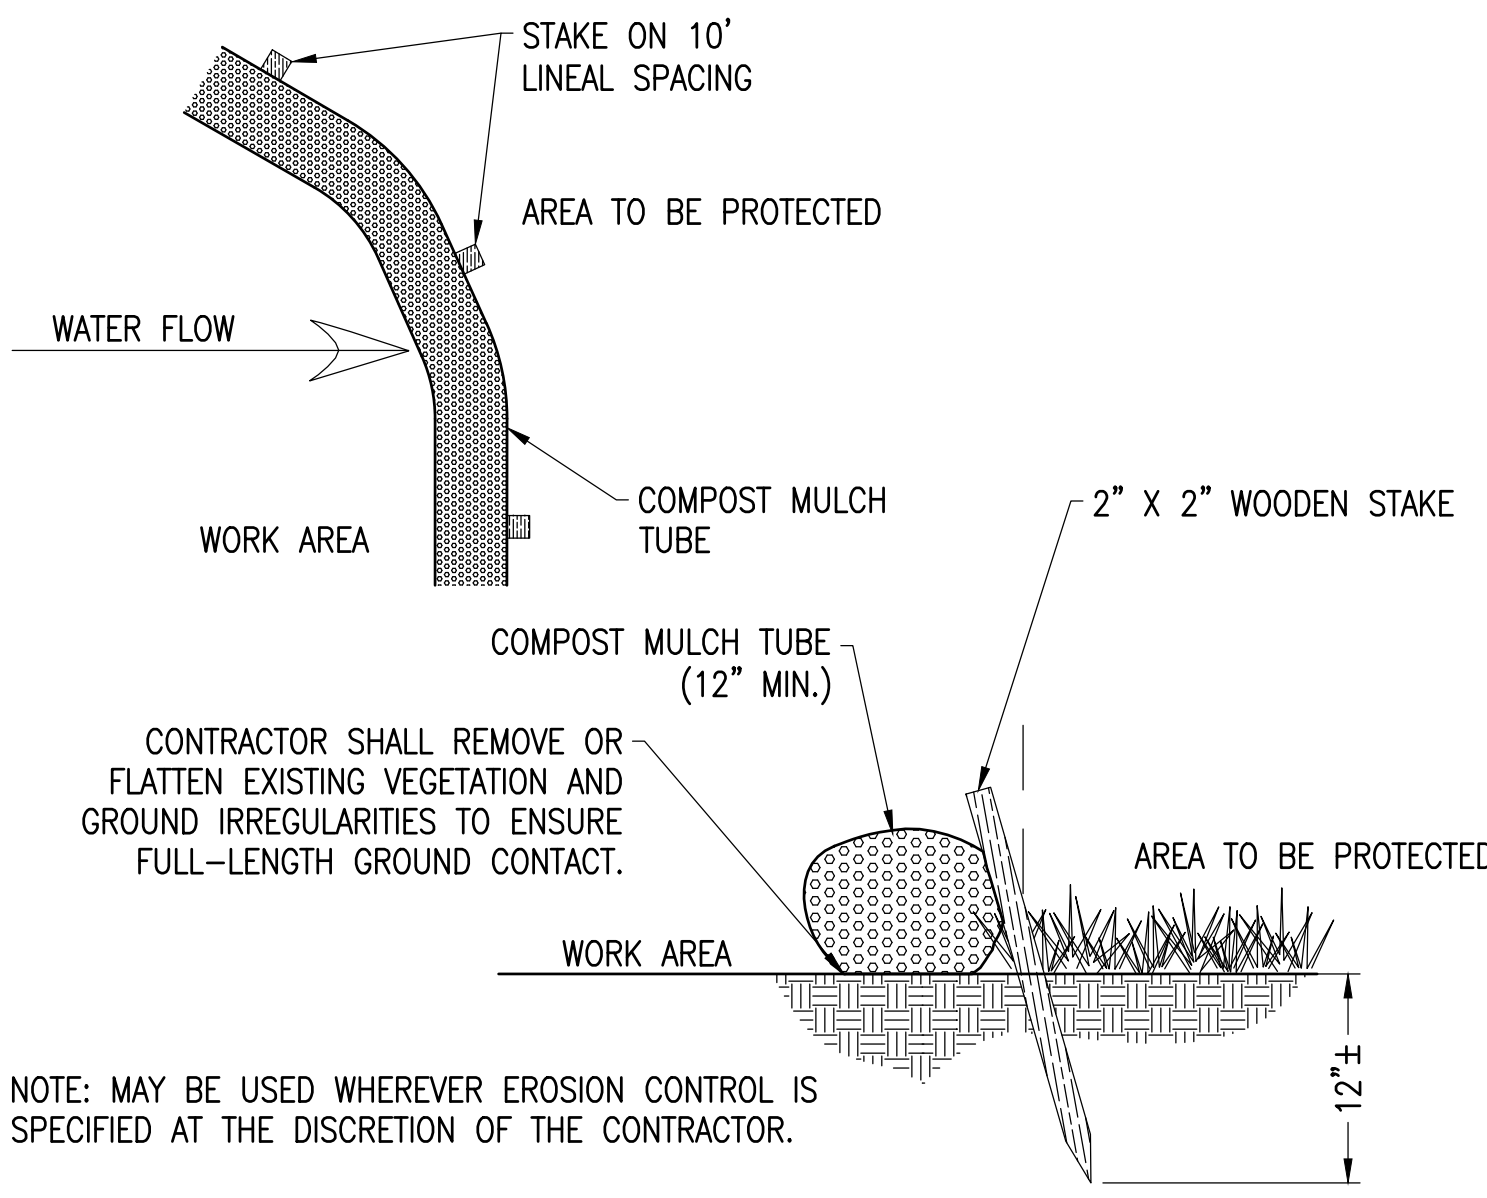 STAKE ON 10'
LINEAL SPACING
AREA TO BE PROTECTED
WATER FLOW
COMPOST MULCH
TUBE
WORK AREA
2" X 2" WOODEN STAKE
COMPOST MULCH TUBE
(12" MIN.)
CONTRACTOR SHALL REMOVE OR
FLATTEN EXISTING VEGETATION AND
GROUND IRREGULARITIES TO ENSURE
FULL-LENGTH GROUND CONTACT.
AREA TO BE PROTECTED
WORK AREA
12"±
NOTE: MAY BE USED WHEREVER EROSION CONTROL IS
SPECIFIED AT THE DISCRETION OF THE CONTRACTOR.